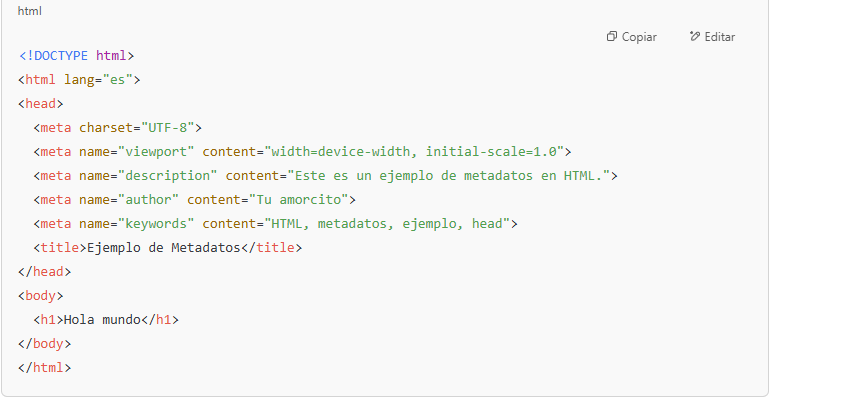 html
Copiar Editar
<!DOCTYPE html>
<html lang="es">
<head>
  <meta charset="UTF-8">
  <meta name="viewport" content="width=device-width, initial-scale=1.0">
  <meta name="description" content="Este es un ejemplo de metadatos en HTML.">
  <meta name="author" content="Tu amorcito">
  <meta name="keywords" content="HTML, metadatos, ejemplo, head">
  <title>Ejemplo de Metadatos</title>
</head>
<body>
  <h1>Hola mundo</h1>
</body>
</html>